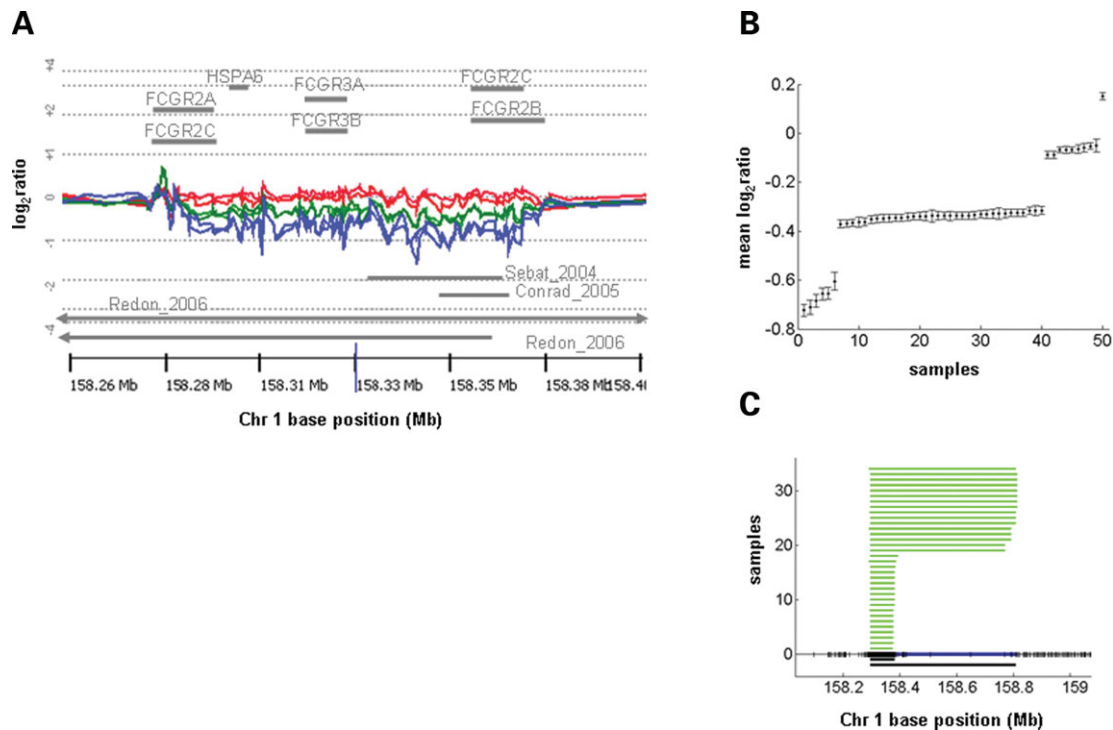 A
+4
HSPA6
FCGR3A
FCGR2C
FCGR2A
+2
FCGR2B
FCGR2C
FCGR3B
+1
log2ratio
0
-1
-2
Sebat_2004
Conrad_2005
Redon_2006
-4
Redon_2006
158.26 Mb 158.28 Mb 158.31 Mb 158.33 Mb 158.35 Mb 158.38 Mb
Chr 1 base position (Mb)
B
0.2
0
-0.2
-0.4
-0.6
-0.8
mean log2ratio
0 10 20 30 40 50
samples
C
30
20
10
0
samples
158.2 158.4 158.6 158.8 159
Chr 1 base position (Mb)